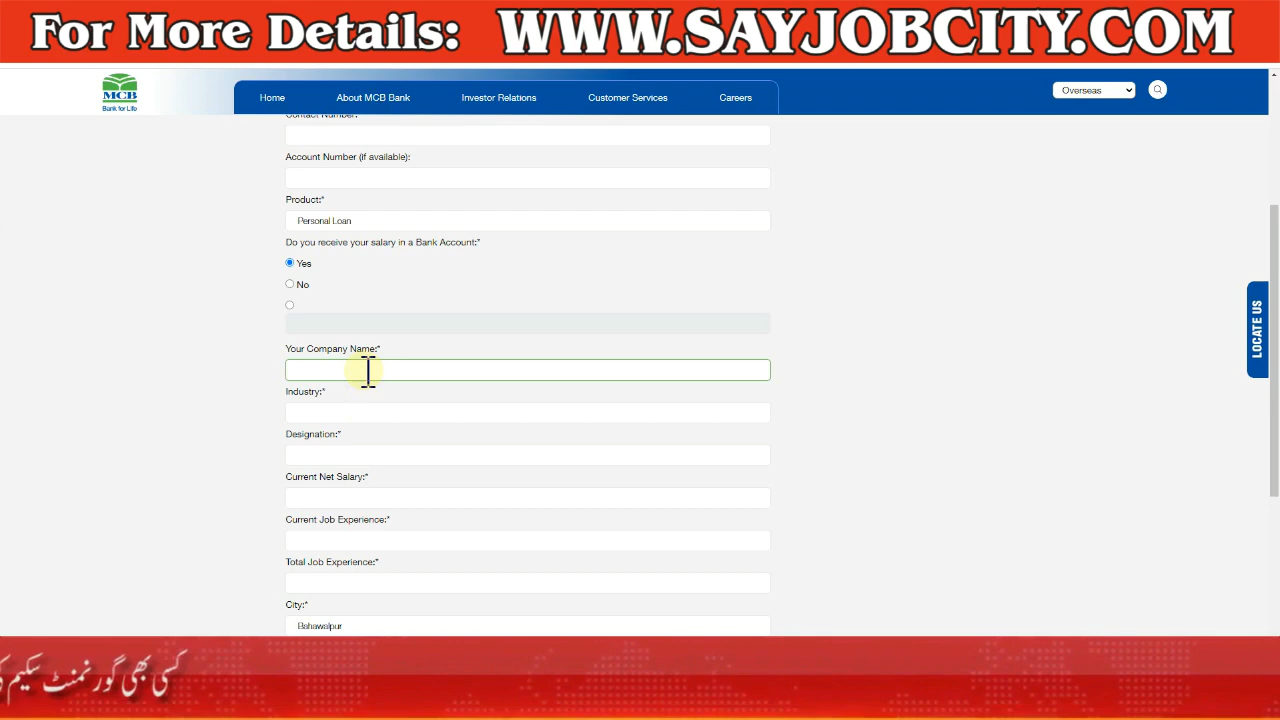 For More Details: WWW.SAYJOBCITY.COM
MCB
Bank for Life
Home About MCB Bank Investor Relations Customer Services Careers
Overseas
Contact Number:
Account Number (if available):
Product:*
Personal Loan
Do you receive your salary in a Bank Account:*
Yes
No
Your Company Name:*
Industry:*
Designation:*
Current Net Salary:*
Current Job Experience:*
Total Job Experience:*
City:*
Bahawalpur
LOCATE US
کسی بھی گورنمنٹ سکیم